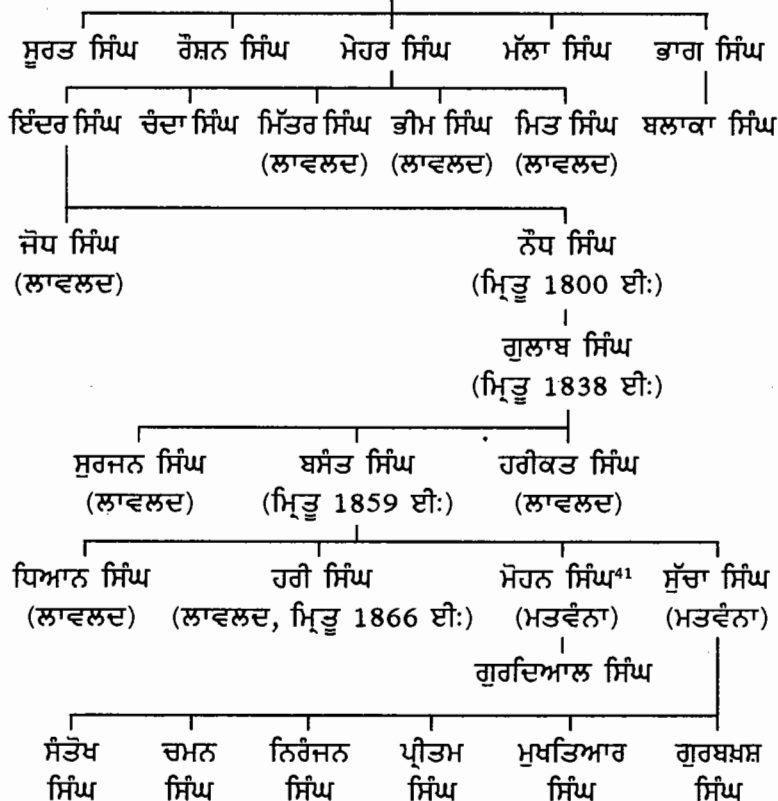 ਸੂਰਤ ਸਿੰਘ ਰੌਸ਼ਨ ਸਿੰਘ ਮੇਹਰ ਸਿੰਘ ਮੱਲਾ ਸਿੰਘ ਭਾਗ ਸਿੰਘ
ਇੰਦਰ ਸਿੰਘ ਚੰਦਾ ਸਿੰਘ ਮਿੱਤਰ ਸਿੰਘ ਭੀਮ ਸਿੰਘ ਮਿਤ ਸਿੰਘ ਬਲਾਕਾ ਸਿੰਘ
(ਲਾਵਲਦ) (ਲਾਵਲਦ) (ਲਾਵਲਦ)
ਜੋਧ ਸਿੰਘ ਨੌਧ ਸਿੰਘ
(ਲਾਵਲਦ) (ਮ੍ਰਿਤੂ 1800 ਈ:)
ਗੁਲਾਬ ਸਿੰਘ
(ਮ੍ਰਿਤੂ 1838 ਈ:)
ਸੁਰਜਨ ਸਿੰਘ ਬਸੰਤ ਸਿੰਘ ਹਰੀਕਤ ਸਿੰਘ
(ਲਾਵਲਦ) (ਮ੍ਰਿਤੂ 1859 ਈ:) (ਲਾਵਲਦ)
ਧਿਆਨ ਸਿੰਘ ਹਰੀ ਸਿੰਘ ਮੋਹਨ ਸਿੰਘ⁴¹ ਸੁੱਚਾ ਸਿੰਘ
(ਲਾਵਲਦ) (ਲਾਵਲਦ, ਮ੍ਰਿਤੂ 1866 ਈ:) (ਮਤਵੰਨਾ) (ਮਤਵੰਨਾ)
ਗੁਰਦਿਆਲ ਸਿੰਘ
ਸੰਤੋਖ ਚਮਨ ਨਿਰੰਜਨ ਪ੍ਰੀਤਮ ਮੁਖਤਿਆਰ ਗੁਰਬਖ਼ਸ਼
ਸਿੰਘ ਸਿੰਘ ਸਿੰਘ ਸਿੰਘ ਸਿੰਘ ਸਿੰਘ